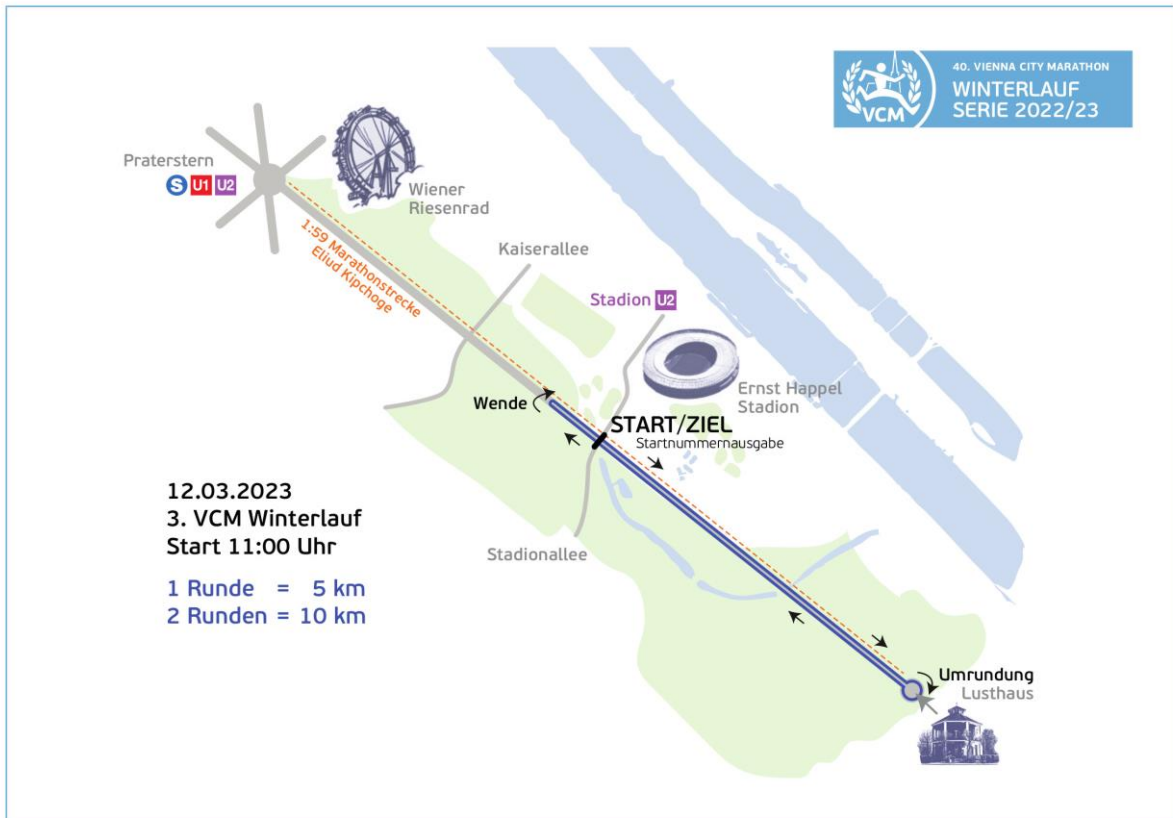 40. VIENNA CITY MARATHON
WINTERLAUF
SERIE 2022/23
VCM
Praterstern
S U1 U2
Wiener
Riesenrad
1:59 Marathonstrecke
Eliud Kipchoge
Kaiserallee
Stadion U2
Ernst Happel
Stadion
Wende
START/ZIEL
Startnummernausgabe
12.03.2023
3. VCM Winterlauf
Start 11:00 Uhr
1 Runde = 5 km
2 Runden = 10 km
Stadionallee
Umrundung
Lusthaus